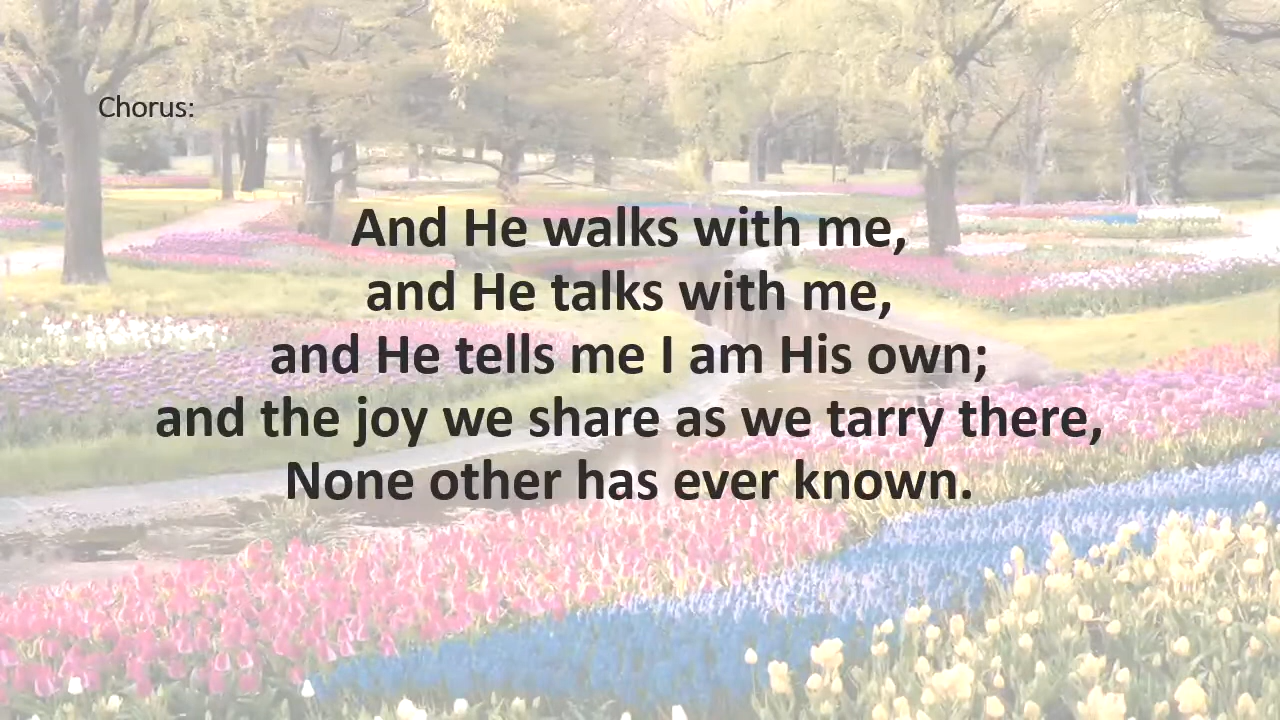 Chorus:
And He walks with me,
and He talks with me,
and He tells me I am His own;
and the joy we share as we tarry there,
None other has ever known.